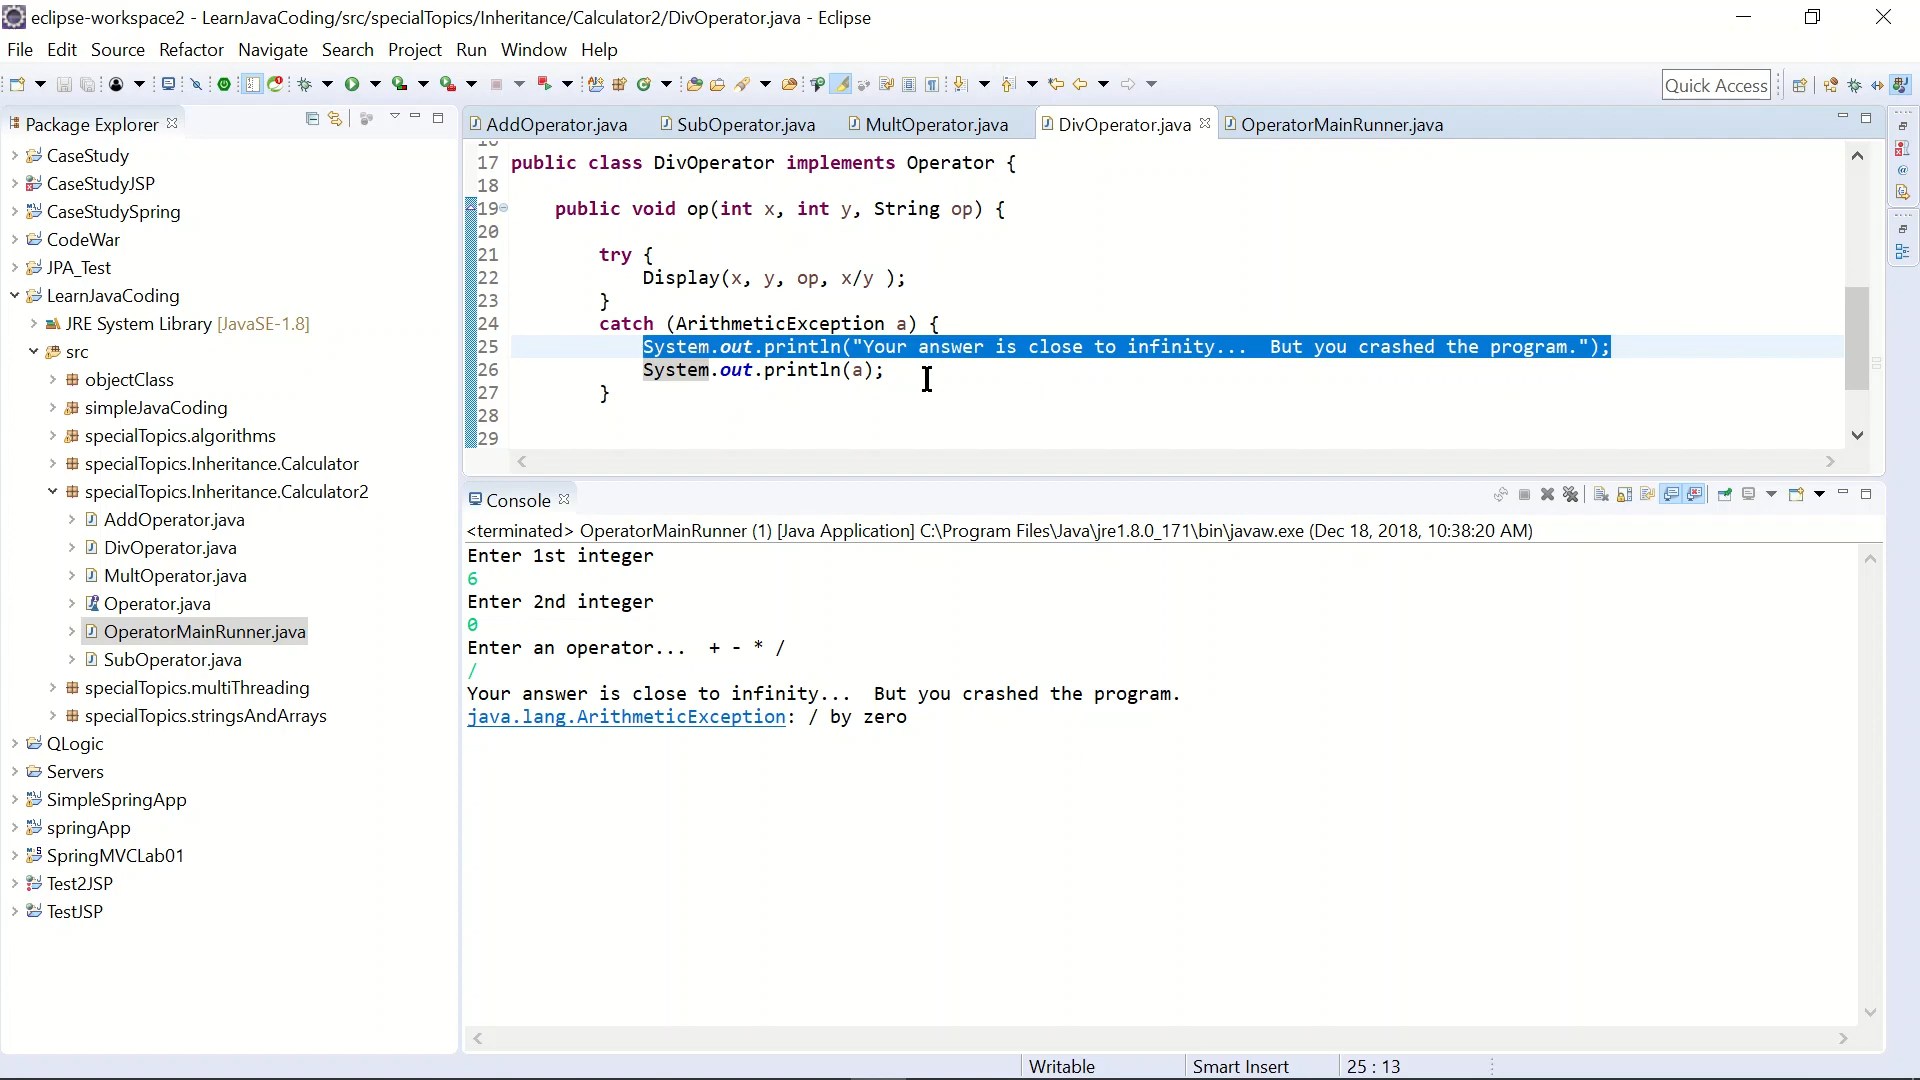 eclipse-workspace2 - LearnJavaCoding/src/specialTopics/Inheritance/Calculator2/DivOperator.java - Eclipse
File Edit Source Refactor Navigate Search Project Run Window Help
Quick Access
Package Explorer
CaseStudy
CaseStudyJSP
CaseStudySpring
CodeWar
JPA_Test
LearnJavaCoding
JRE System Library [JavaSE-1.8]
src
objectClass
simpleJavaCoding
specialTopics.algorithms
specialTopics.Inheritance.Calculator
specialTopics.Inheritance.Calculator2
AddOperator.java
DivOperator.java
MultOperator.java
Operator.java
OperatorMainRunner.java
SubOperator.java
specialTopics.multiThreading
specialTopics.stringsAndArrays
QLogic
Servers
SimpleSpringApp
springApp
SpringMVCLab01
Test2JSP
TestJSP
AddOperator.java SubOperator.java MultOperator.java DivOperator.java OperatorMainRunner.java
17 public class DivOperator implements Operator {
18
19 public void op(int x, int y, String op) {
20
21 try {
22 Display(x, y, op, x/y );
23 }
24 catch (ArithmeticException a) {
25 System.out.println("Your answer is close to infinity...  But you crashed the program.");
26 System.out.println(a);
27 }
28
29
Console
<terminated> OperatorMainRunner (1) [Java Application] C:\Program Files\Java\jre1.8.0_171\bin\javaw.exe (Dec 18, 2018, 10:38:20 AM)
Enter 1st integer
6
Enter 2nd integer
0
Enter an operator...  + - * /
/
Your answer is close to infinity...  But you crashed the program.
java.lang.ArithmeticException: / by zero
Writable Smart Insert 25 : 13